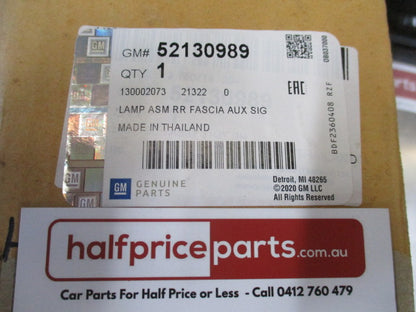 GM# 52130989
QTY 1
130002073 21322 0
LAMP ASM RR FASCIA AUX SIG
MADE IN THAILAND
EAC
0B037000
BDF2360408 RZF
GM GENUINE
PARTS
Detroit, MI 48265
©2020 GM LLC
All Rights Reserved
halfpriceparts.com.au
Car Parts For Half Price or Less - Call 0412 760 479